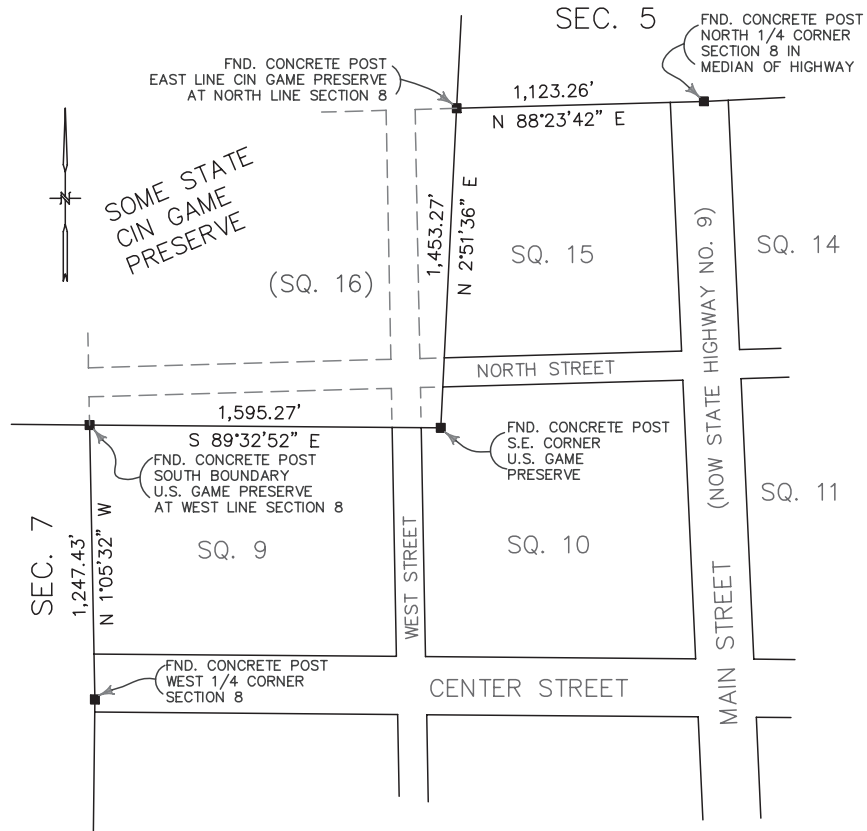 SEC. 5
FND. CONCRETE POST
NORTH 1/4 CORNER
SECTION 8 IN
MEDIAN OF HIGHWAY
FND. CONCRETE POST
EAST LINE CIN GAME PRESERVE
AT NORTH LINE SECTION 8
1,123.26'
N 88°23'42" E
N
SOME STATE
CIN GAME
PRESERVE
(SQ. 16)
1,453.27'
N 2°51'36" E
SQ. 15
(NOW STATE HIGHWAY NO. 9)
SQ. 14
NORTH STREET
1,595.27'
S 89°32'52" E
FND. CONCRETE POST
SOUTH BOUNDARY
U.S. GAME PRESERVE
AT WEST LINE SECTION 8
FND. CONCRETE POST
S.E. CORNER
U.S. GAME
PRESERVE
SQ. 11
SEC. 7
1,247.43'
N 1°05'32" W
SQ. 9
WEST STREET
SQ. 10
FND. CONCRETE POST
WEST 1/4 CORNER
SECTION 8
CENTER STREET
MAIN STREET